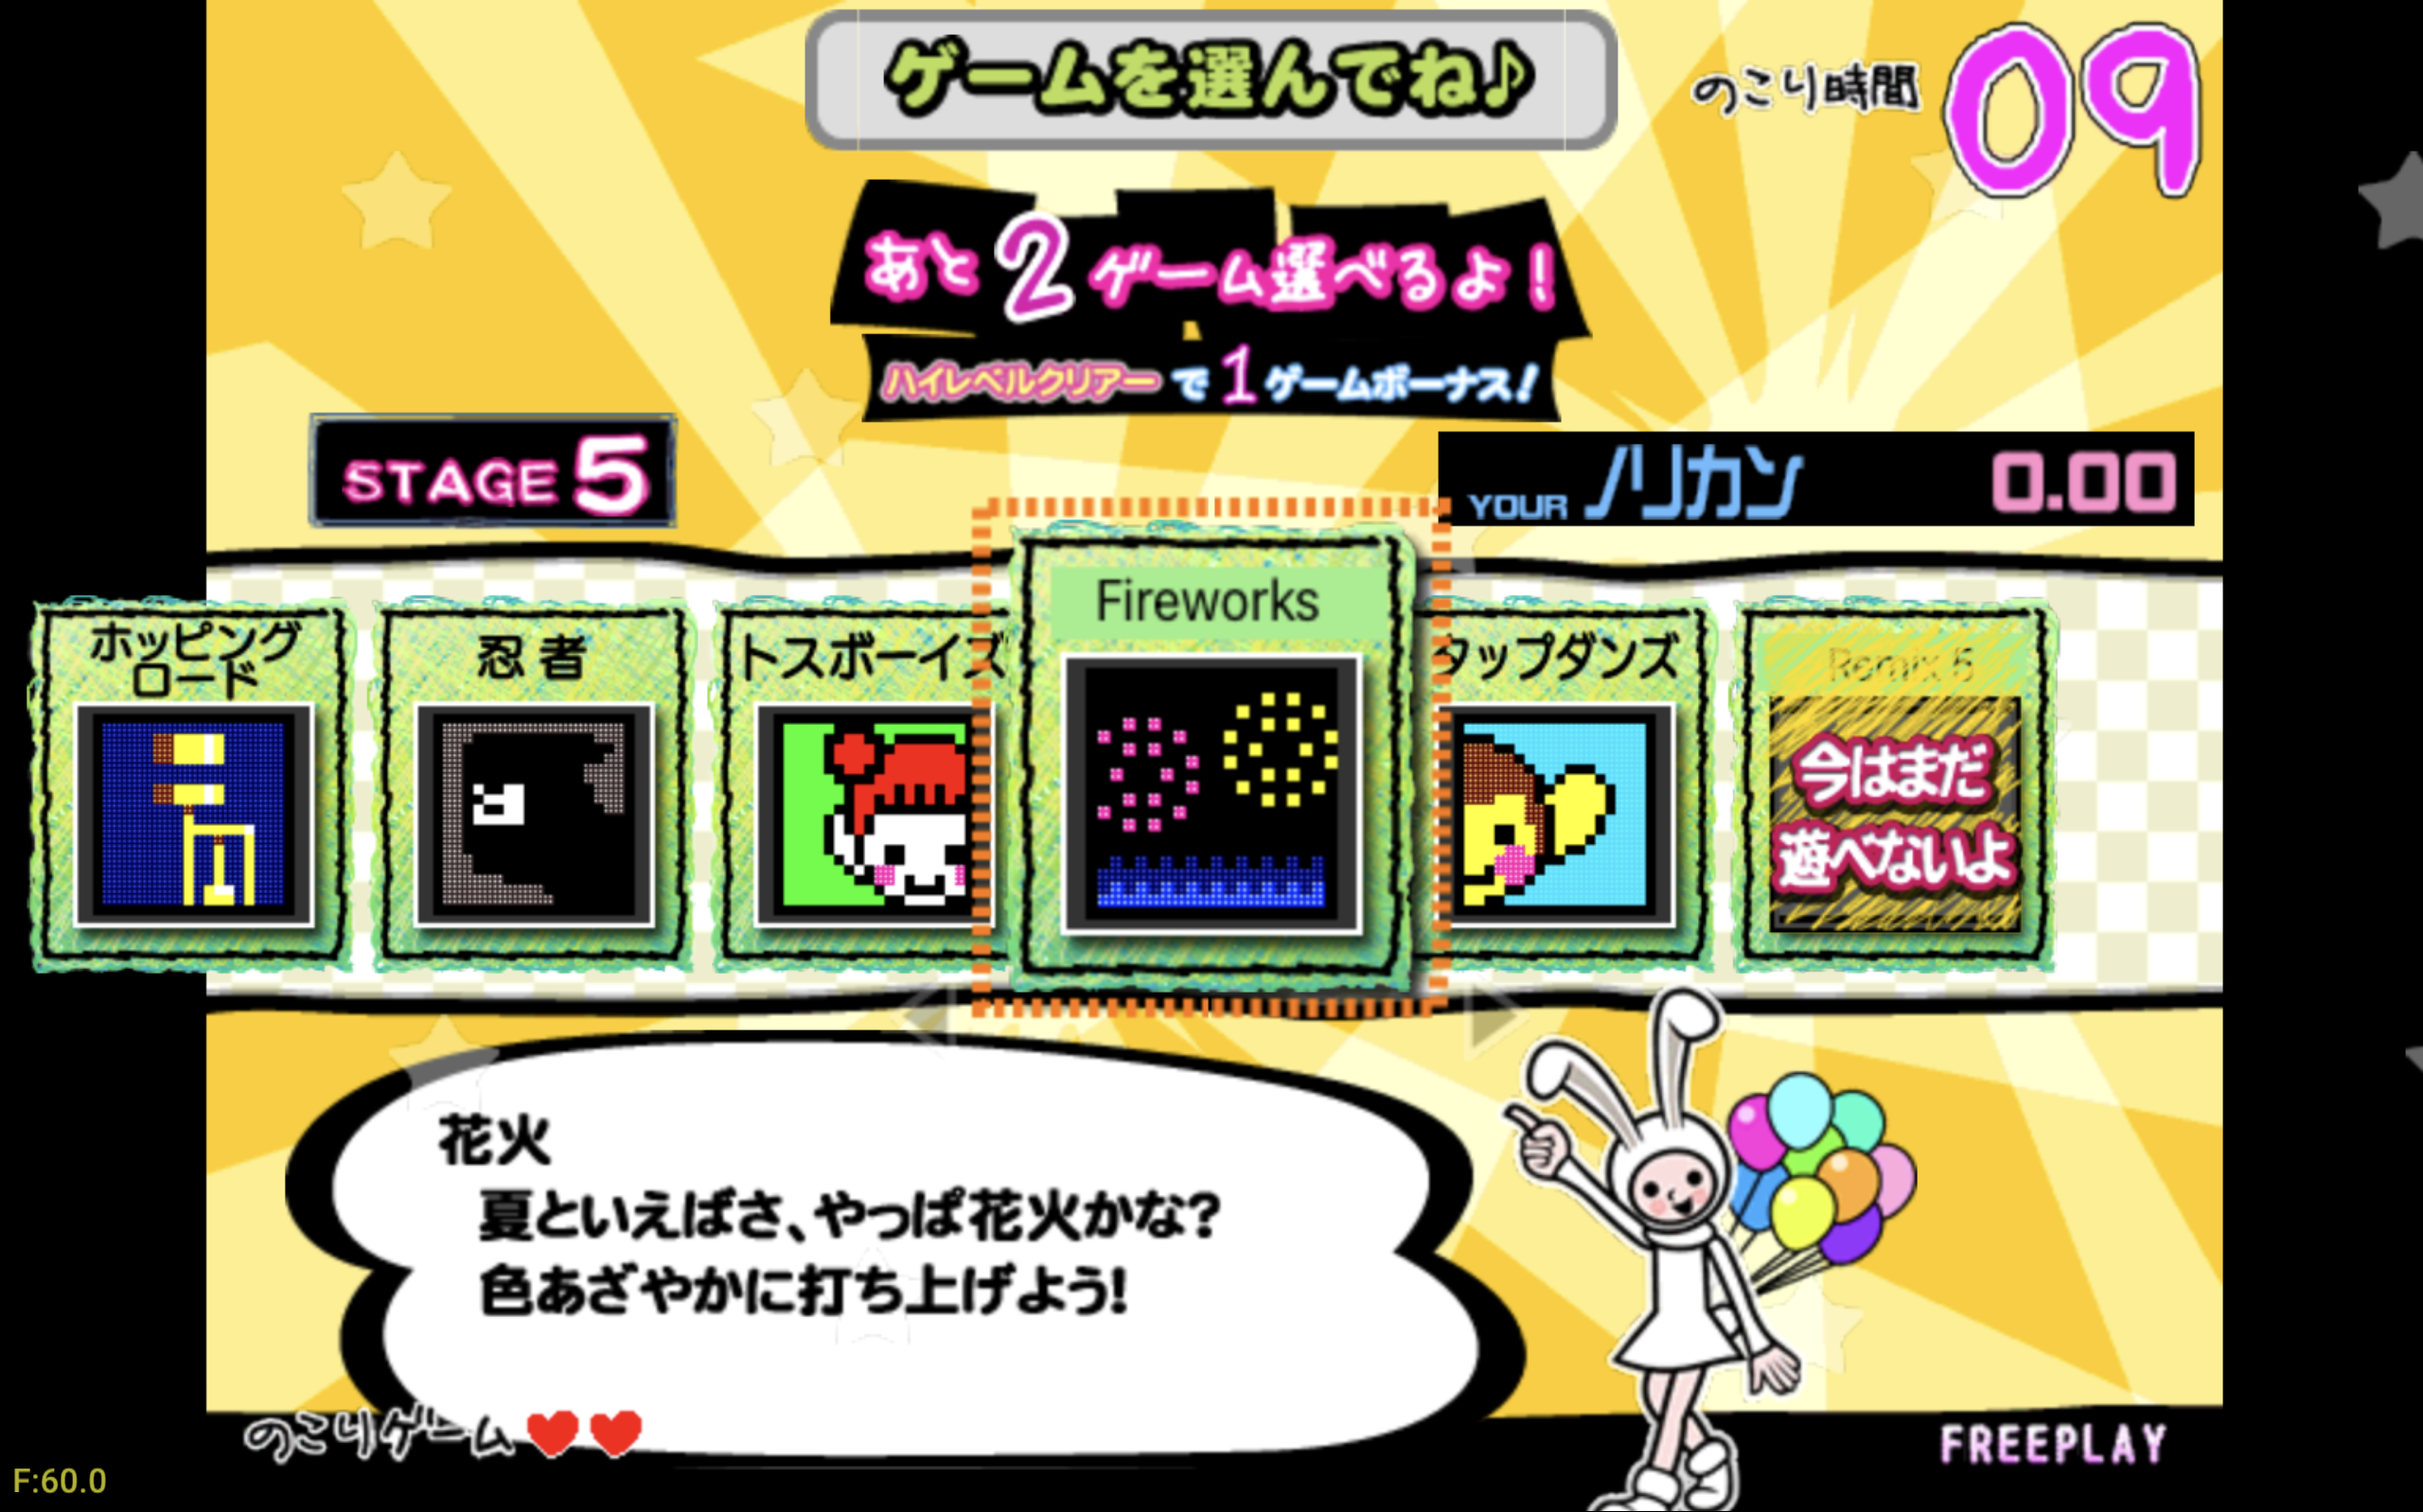 ゲームを選んでね♪
のこり時間 09
あと2ゲーム選べるよ!
ハイレベルクリアーで1ゲームボーナス!
STAGE 5
YOUR ノリカン 0.00
ホッピング
ロード
忍者
トスボーイズ
Fireworks
タップダンズ
Remix 5
今はまだ
遊べないよ
花火
夏といえばさ、やっぱ花火かな?
色あざやかに打ち上げよう!
のこりゲーム
FREEPLAY
F:60.0